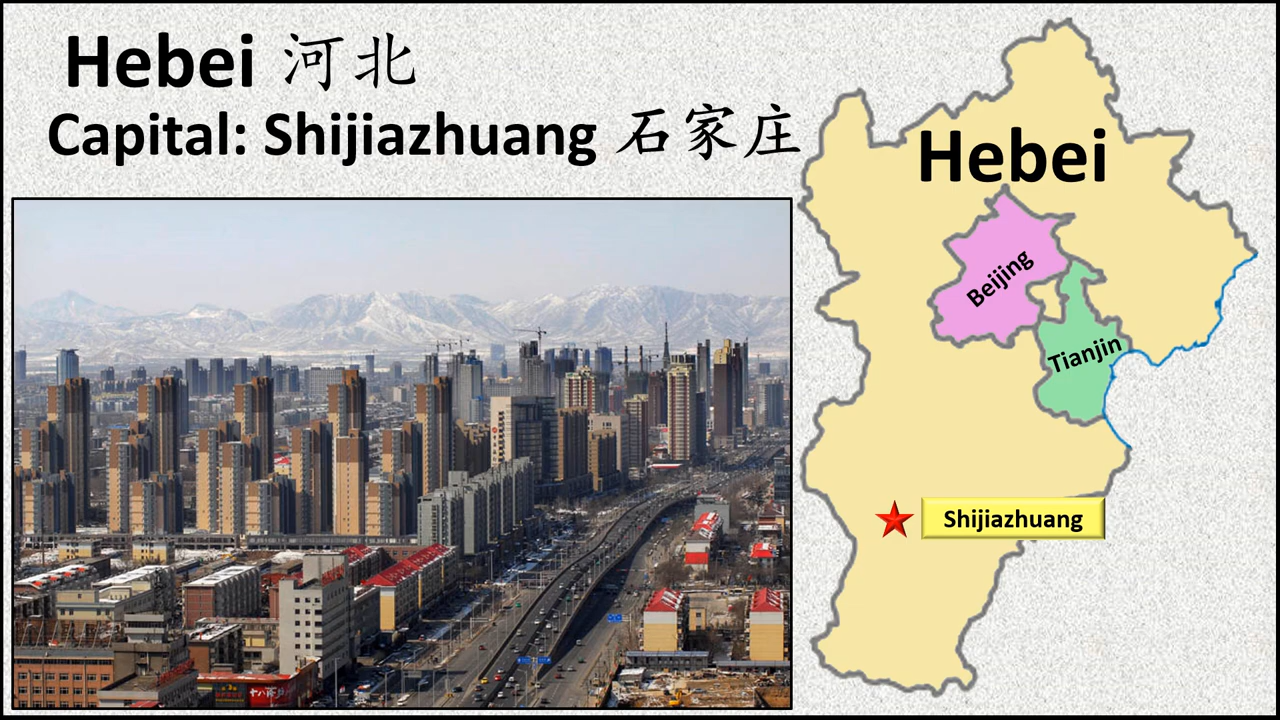 Hebei 河北
Capital: Shijiazhuang 石家庄
Hebei
Beijing
Tianjin
Shijiazhuang